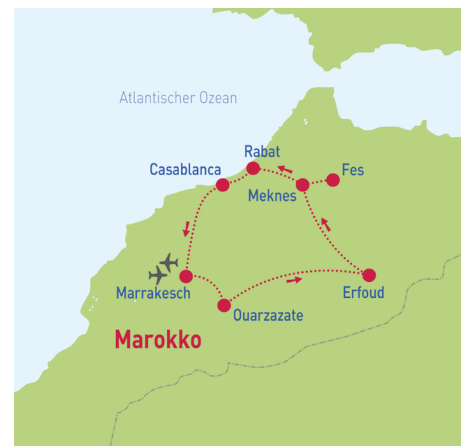 Atlantischer Ozean
Rabat
Casablanca
Fes
Meknes
Marrakesch
Erfoud
Ouarzazate
Marokko